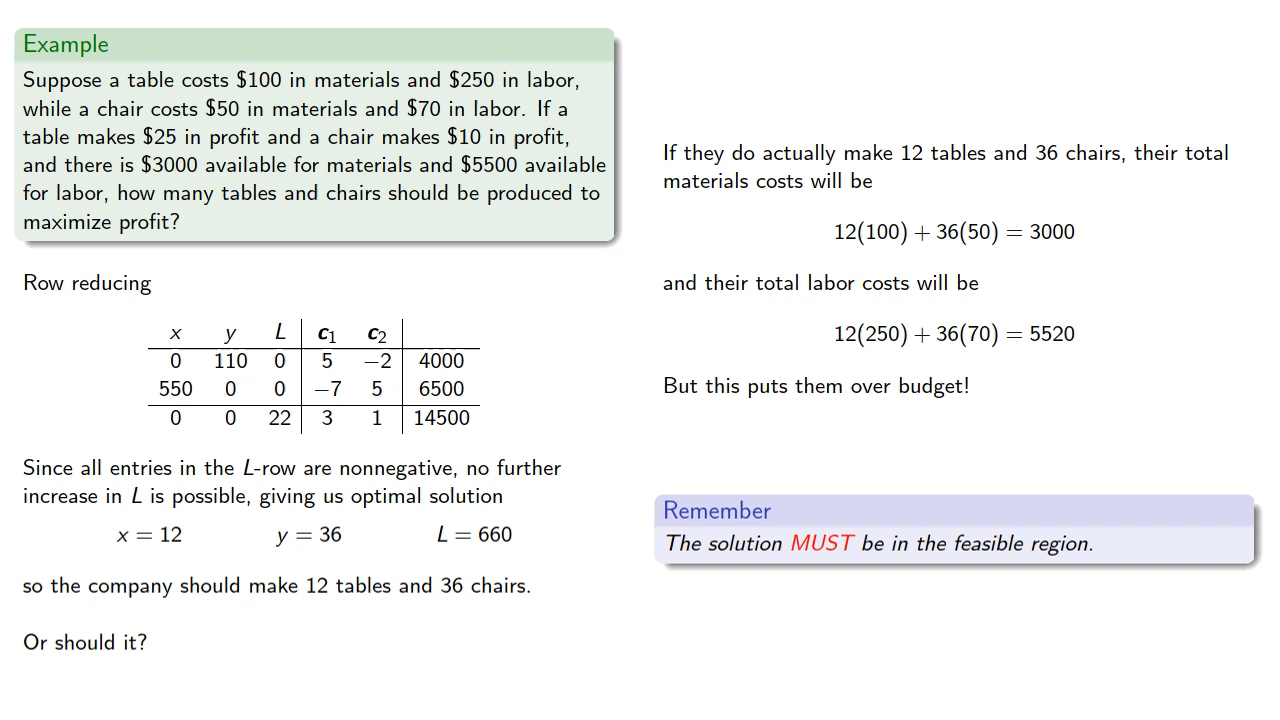 Example
Suppose a table costs $100 in materials and $250 in labor,
while a chair costs $50 in materials and $70 in labor. If a
table makes $25 in profit and a chair makes $10 in profit,
and there is $3000 available for materials and $5500 available
for labor, how many tables and chairs should be produced to
maximize profit?
Row reducing
x y L c₁ c₂
0 110 0 5 −2 4000
550 0 0 −7 5 6500
0 0 22 3 1 14500
Since all entries in the L-row are nonnegative, no further
increase in L is possible, giving us optimal solution
x = 12 y = 36 L = 660
so the company should make 12 tables and 36 chairs.
Or should it?
If they do actually make 12 tables and 36 chairs, their total
materials costs will be
12(100) + 36(50) = 3000
and their total labor costs will be
12(250) + 36(70) = 5520
But this puts them over budget!
Remember
The solution MUST be in the feasible region.